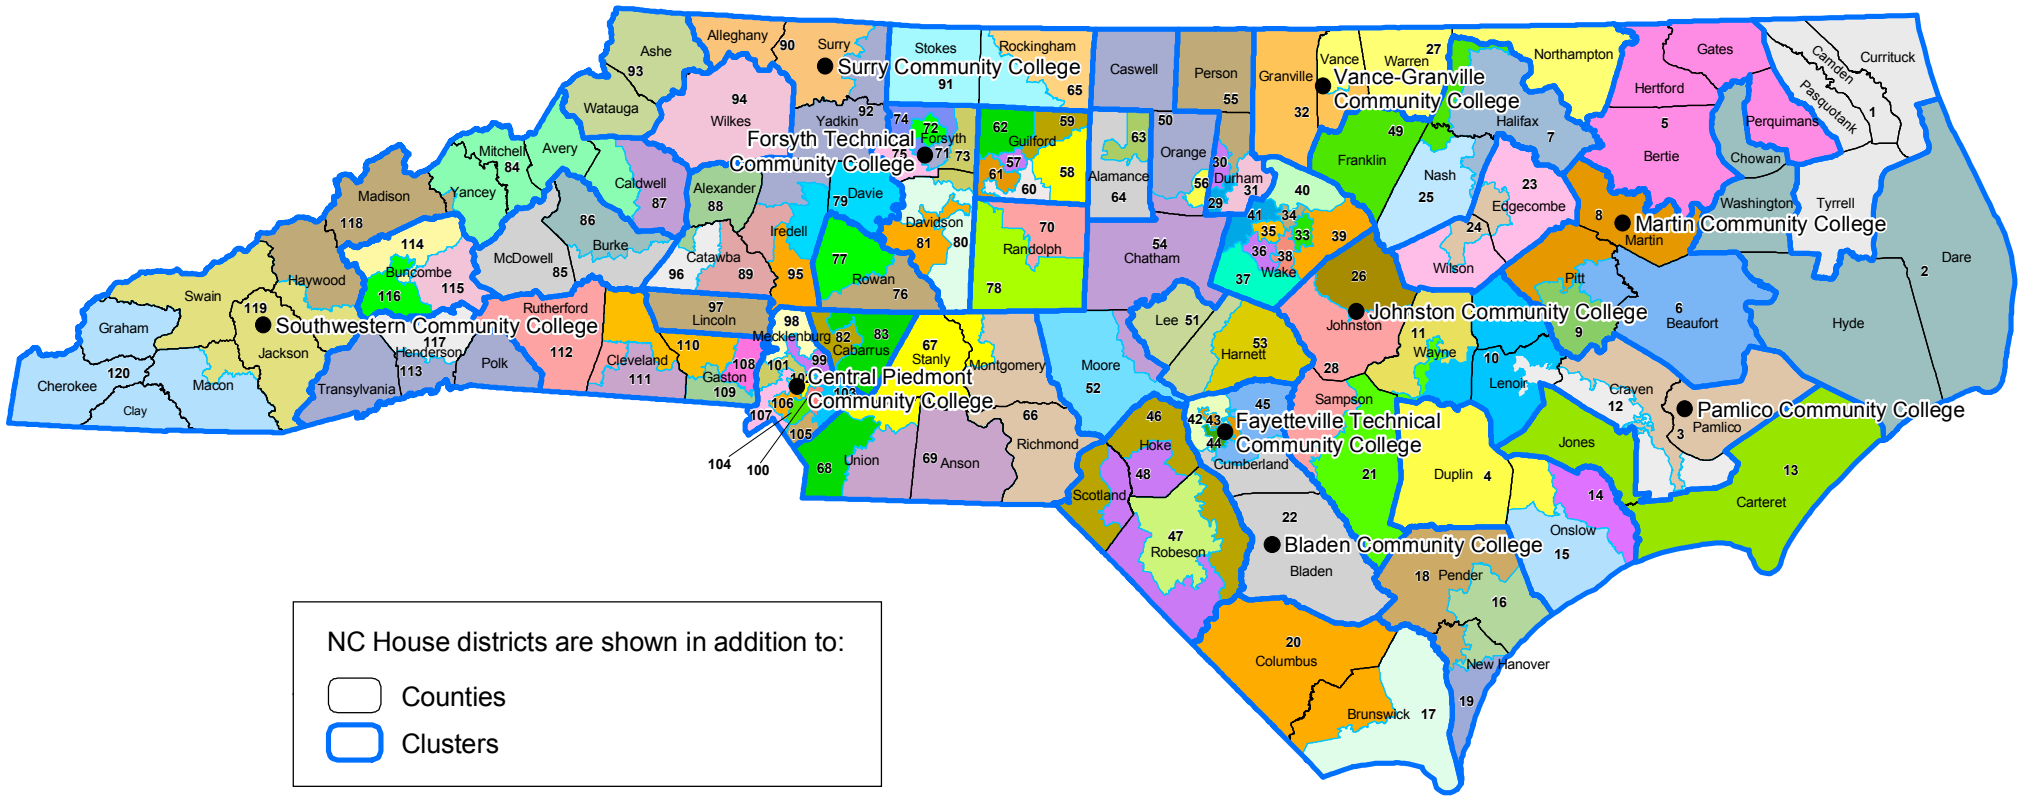 Ashe
93
Watauga
Alleghany
90
Surry
Surry Community College
Stokes
91
Rockingham
65
Caswell
Person
55
Granville
32
Vance
Warren
27
Vance-Granville
Community College
Northampton
Halifax
7
Gates
Hertford
5
Bertie
Camden
Currituck
Pasquotank
1
Perquimans
Chowan
Washington
Tyrrell
94
Wilkes
Yadkin
92
74
72
Forsyth
75
71
73
Forsyth Technical
Community College
62
59
Guilford
57
58
61
60
63
Alamance
64
50
Orange
56
30
Durham
31
29
49
Franklin
Nash
25
23
Edgecombe
24
Wilson
8
Martin
Martin Community College
2
Dare
Hyde
Mitchell
84
Avery
Yancey
Caldwell
87
Alexander
88
Madison
118
86
Burke
McDowell
85
114
Buncombe
116
115
Haywood
Catawba
96
89
Iredell
95
Davie
79
Davidson
81
80
77
Rowan
76
Randolph
70
78
54
Chatham
40
41
34
35
33
39
36
38
Wake
37
26
Johnston
28
Johnston Community College
Pitt
9
6
Beaufort
Swain
119
Jackson
Southwestern Community College
Graham
Cherokee
120
Clay
Macon
Transylvania
Henderson
117
113
Polk
Rutherford
112
Cleveland
111
110
97
Lincoln
Gaston
108
109
Mecklenburg
98
99
101
106
107
105
104
100
103
Central Piedmont
Community College
82
83
Cabarrus
67
Stanly
Montgomery
Moore
52
Lee
51
Harnett
53
11
Wayne
10
Lenoir
Craven
12
3
Pamlico
Pamlico Community College
13
Carteret
Jones
68
Union
69
Anson
66
Richmond
Scotland
46
Hoke
48
47
Robeson
42
43
44
45
Cumberland
Fayetteville Technical
Community College
Sampson
21
Duplin
4
14
Onslow
15
22
Bladen
Bladen Community College
18
Pender
16
New Hanover
19
20
Columbus
Brunswick
17
NC House districts are shown in addition to:
Counties
Clusters